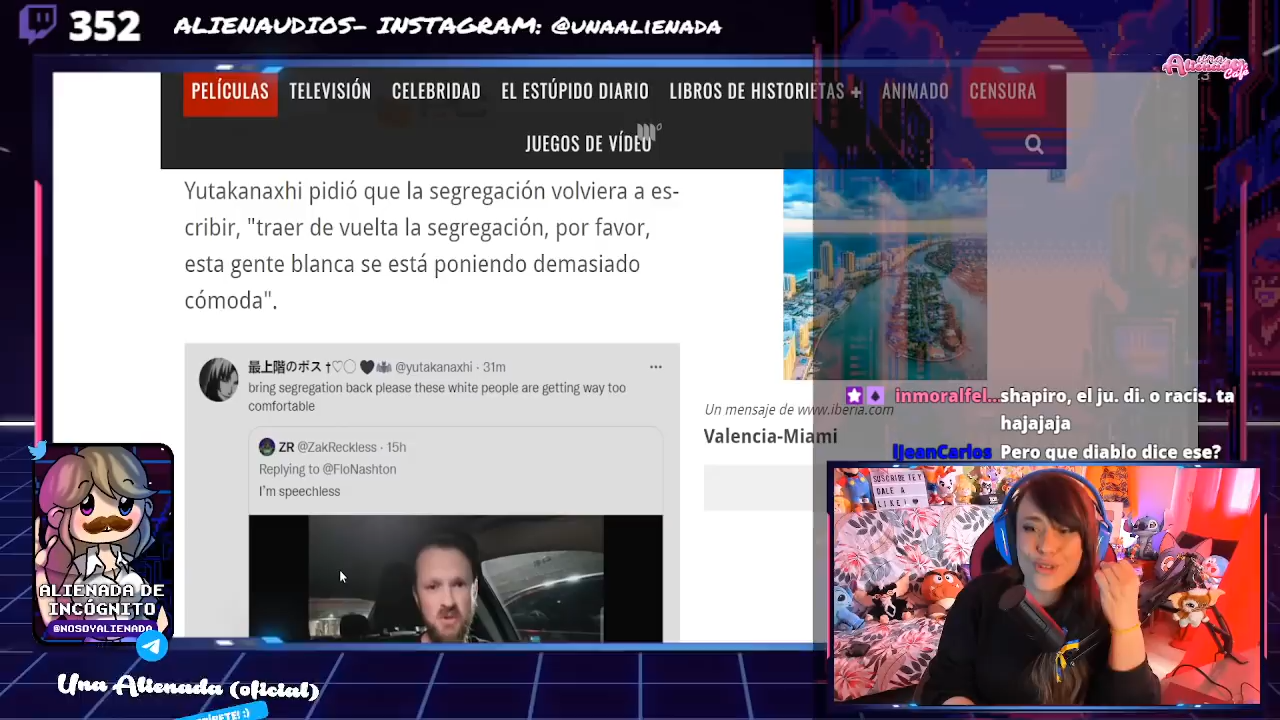 352
ALIENAUDIOS- INSTAGRAM: @UNAALIENADA
PELÍCULAS TELEVISIÓN CELEBRIDAD EL ESTÚPIDO DIARIO LIBROS DE HISTORIETAS + ANIMADO CENSURA
JUEGOS DE VÍDEO
Yutakanaxhi pidió que la segregación volviera a es-
cribir, "traer de vuelta la segregación, por favor,
esta gente blanca se está poniendo demasiado
cómoda".
最上階のボス †♡ @yutakanaxhi · 31m
bring segregation back please these white people are getting way too
comfortable
ZR @ZakReckless · 15h
Replying to @FloNashton
I'm speechless
Un mensaje de www.iberia.com
Valencia-Miami
inmoralfel... shapiro, el ju. di. o racis. ta
hajajaja
IJeanCarlos Pero que diablo dice ese?
SUSCRIBETEY
DALE A
LIKE!
ALIENADA DE
INCÓGNITO
@NOSOYALIENADA
Una Alienada (oficial)